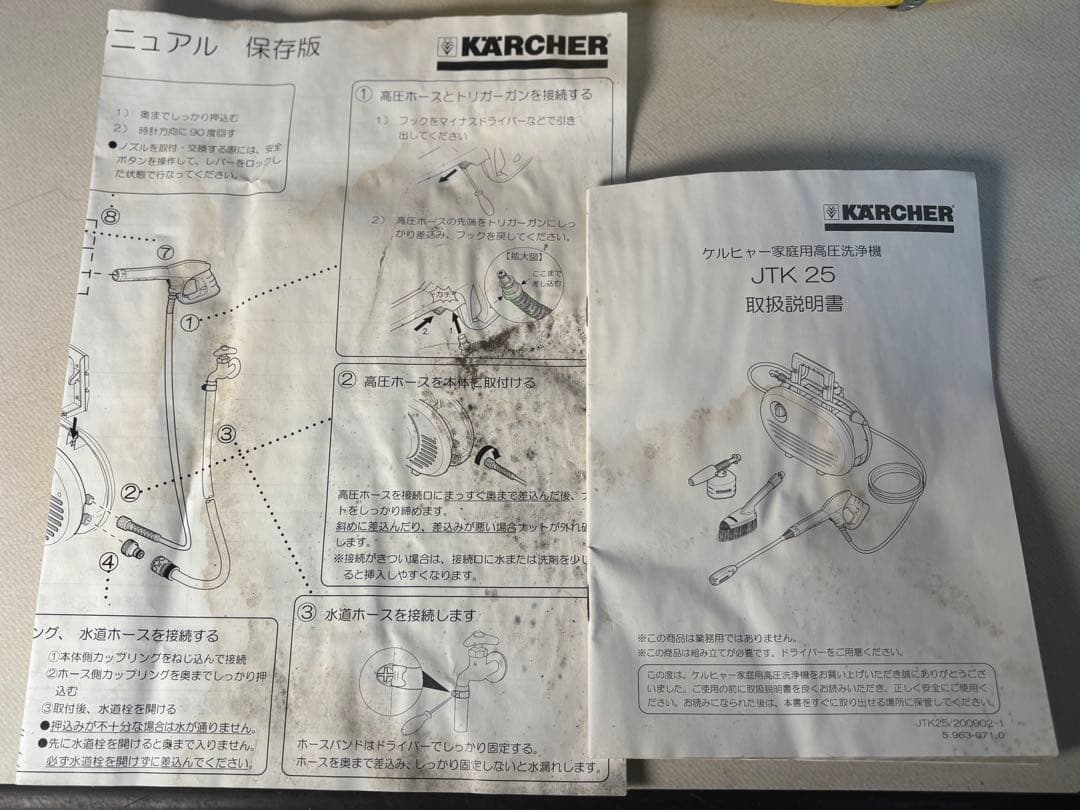 ニュアル 保存版
KÄRCHER
1） 奥までしっかり押込む
2） 時計方向に90度回す
●ノズルを取付・交換する際には、安全
ボタンを操作して、レバーをロックし
た状態で行なってください。
⑧
⑦
①
③
②
④
① 高圧ホースとトリガーガンを接続する
1） フックをマイナスドライバーなどで引き
出してください
2） 高圧ホースの先端をトリガーガンにしっ
かり差込み、フックを戻してください。
【拡大図】
ここまで
差し込む
カチッ
2.
1.
② 高圧ホースを本体に取付ける
高圧ホースを接続口にまっすぐ奥まで差込んだ後、
トをしっかり締めます。
斜めに差込んだり、差込みが悪い場合ナットが外れ
します。
※接続がきつい場合は、接続口に水または洗剤を少し
ると挿入しやすくなります。
③ 水道ホースを接続します
ホースバンドはドライバーでしっかり固定する。
ホースを奥まで差込み、しっかり固定しないと水漏れします。
ング、水道ホースを接続する
①本体側カップリングをねじ込んで接続
②ホース側カップリングを奥までしっかり押
込む
③取付後、水道栓を開ける
●押込みが不十分な場合は水が通りません。
●先に水道栓を開けると奥まで入りません。
必ず水道栓を開けずに差込んでください。
KÄRCHER
ケルヒャー家庭用高圧洗浄機
JTK 25
取扱説明書
※この商品は業務用ではありません。
※この商品は組み立てが必要です。ドライバーをご用意ください。
この度は、ケルヒャー家庭用高圧洗浄機をお買い上げいただき誠にありがとうござ
いました。ご使用の前に取扱説明書を良くお読みいただき、正しく安全にご使用く
ださい。お読みになられた後は、本書をすぐに取り出せる場所に保管してください。
JTK25/200902-1
5.963-971.0